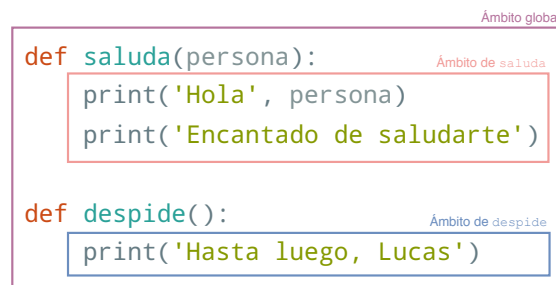 Ámbito globa
def saluda(persona):
Ámbito de saluda
print('Hola', persona)
print('Encantado de saludarte')
def despide():
Ámbito de despide
print('Hasta luego, Lucas')